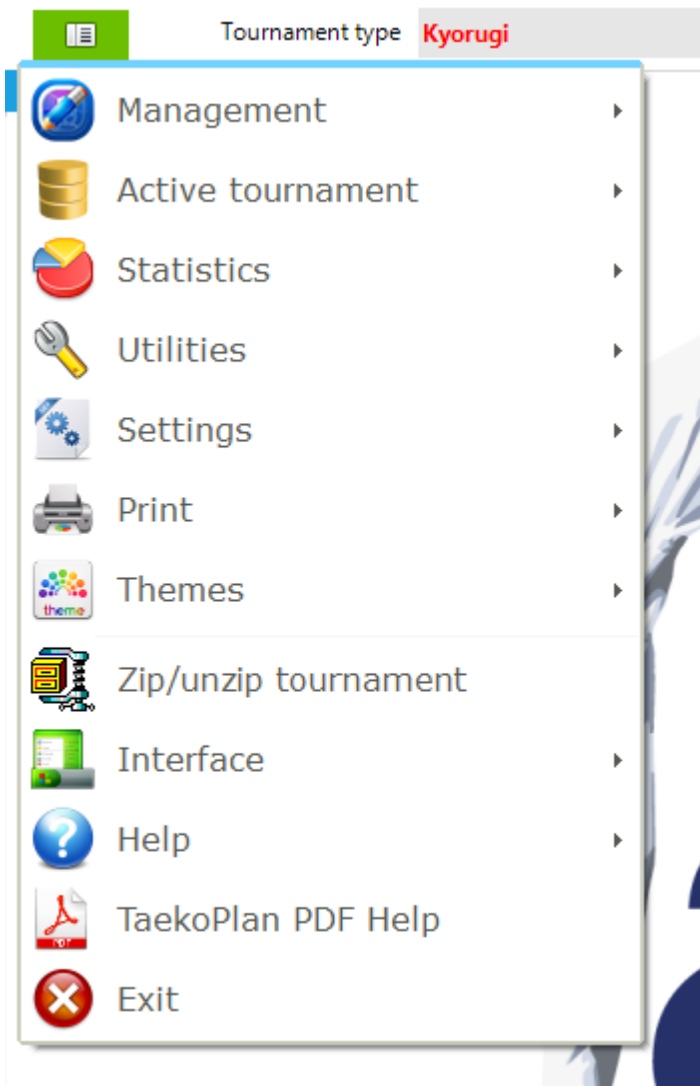 Tournament type Kyorugi
Management
Active tournament
Statistics
Utilities
Settings
Print
Themes
theme
Zip/unzip tournament
Interface
Help
TaekoPlan PDF Help
Exit